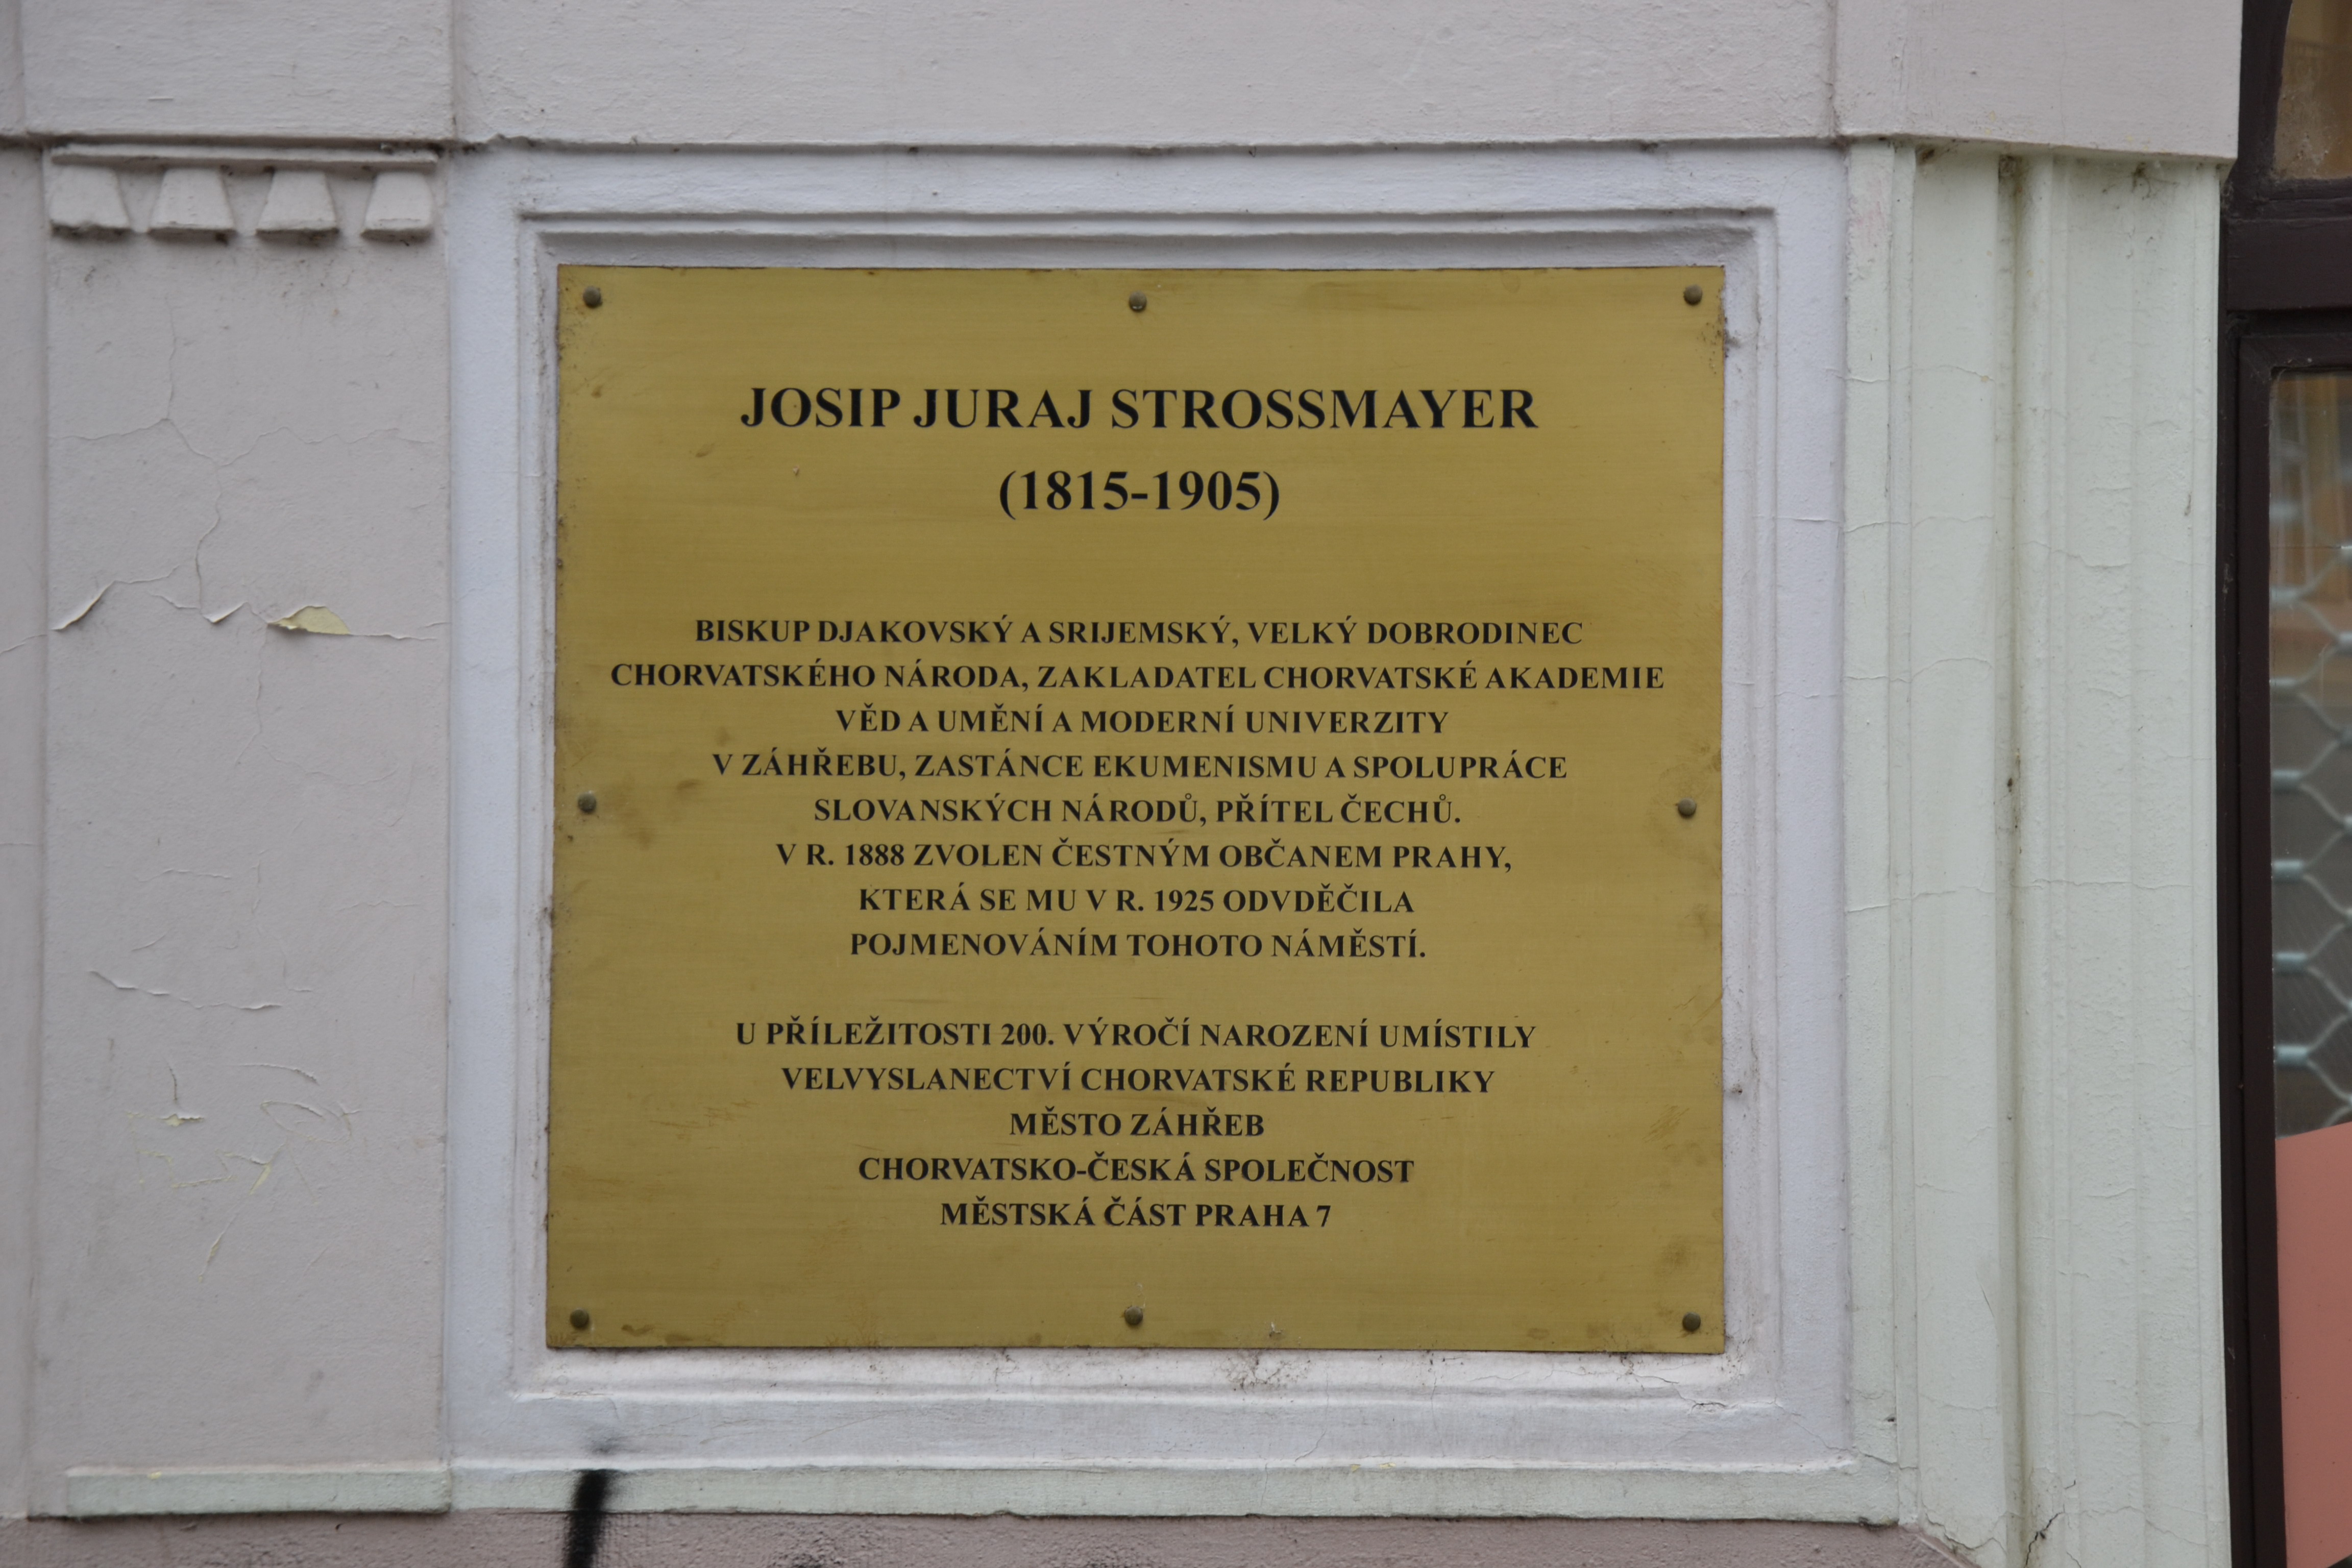 JOSIP JURAJ STROSSMAYER
(1815-1905)
BISKUP DJAKOVSKÝ A SRIJEMSKÝ, VELKÝ DOBRODINEC
CHORVATSKÉHO NÁRODA, ZAKLADATEL CHORVATSKÉ AKADEMIE
VĚD A UMĚNÍ A MODERNÍ UNIVERZITY
V ZÁHŘEBU, ZASTÁNCE EKUMENISMU A SPOLUPRÁCE
SLOVANSKÝCH NÁRODŮ, PŘÍTEL ČECHŮ.
V R. 1888 ZVOLEN ČESTNÝM OBČANEM PRAHY,
KTERÁ SE MU V R. 1925 ODVDĚČILA
POJMENOVÁNÍM TOHOTO NÁMĚSTÍ.
U PŘÍLEŽITOSTI 200. VÝROČÍ NAROZENÍ UMÍSTILY
VELVYSLANECTVÍ CHORVATSKÉ REPUBLIKY
MĚSTO ZÁHŘEB
CHORVATSKO-ČESKÁ SPOLEČNOST
MĚSTSKÁ ČÁST PRAHA 7